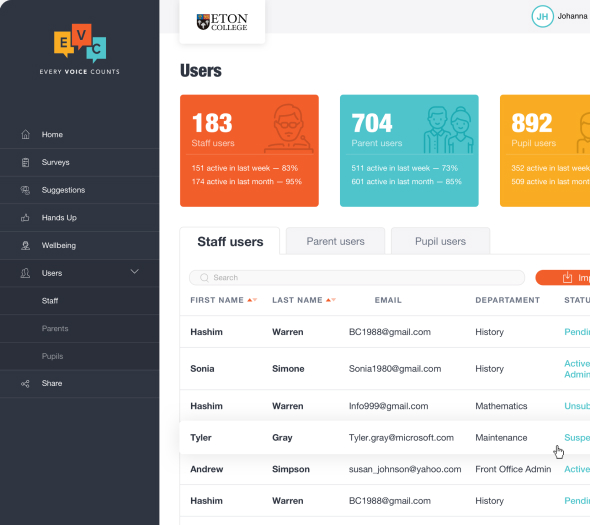 EVC
EVERY VOICE COUNTS
Home
Surveys
Suggestions
Hands Up
Wellbeing
Users
Staff
Parents
Pupils
Share
ETON
COLLEGE
JH Johanna
Users
183
Staff users
151 active in last week — 83%
174 active in last month — 95%
704
Parent users
511 active in last week — 73%
601 active in last month — 85%
892
Pupil users
352 active in last wee
509 active in last mont
Staff users Parent users Pupil users
Search Imp
FIRST NAME LAST NAME EMAIL DEPARTAMENT STATU
Hashim Warren BC1988@gmail.com History Pendi
Sonia Simone Sonia1980@gmail.com History Active
Admin
Hashim Warren Info999@gmail.com Mathematics Unsub
Tyler Gray Tyler.gray@microsoft.com Maintenance Suspe
Andrew Simpson susan_johnson@yahoo.com Front Office Admin Active
Hashim Warren BC1988@gmail.com History Pendi